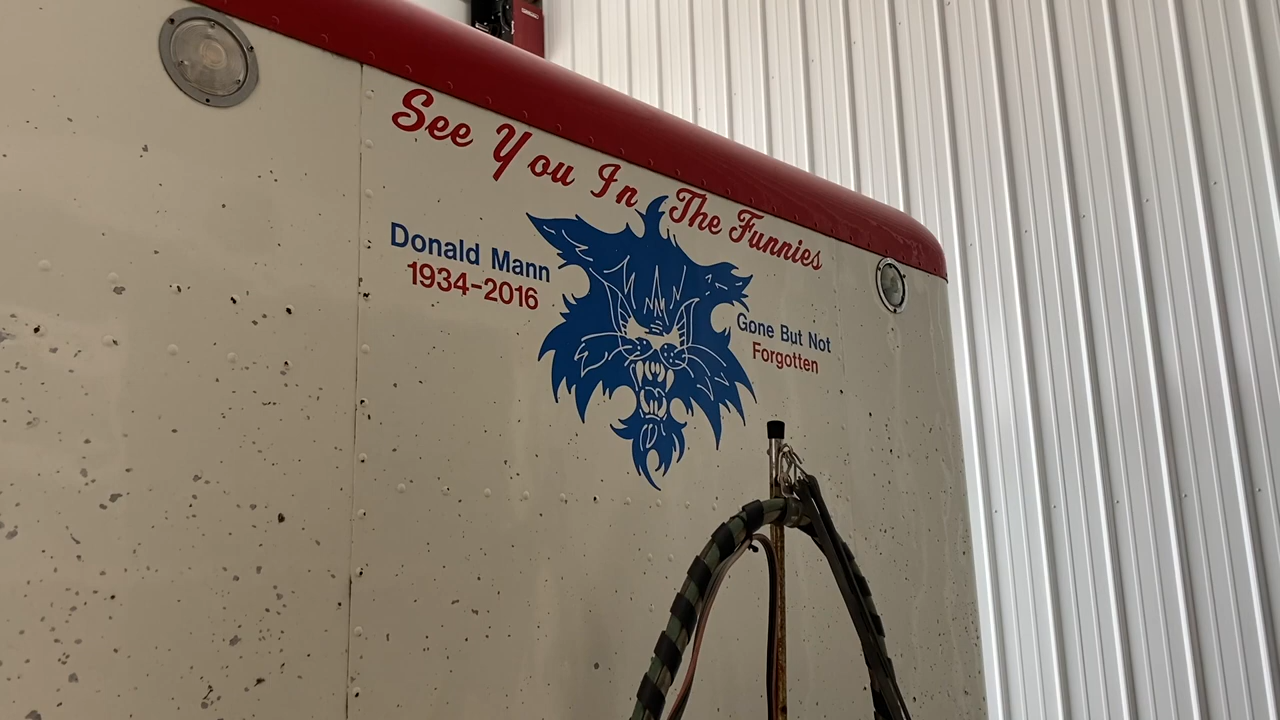 See You In The Funnies
Donald Mann
1934-2016
Gone But Not
Forgotten